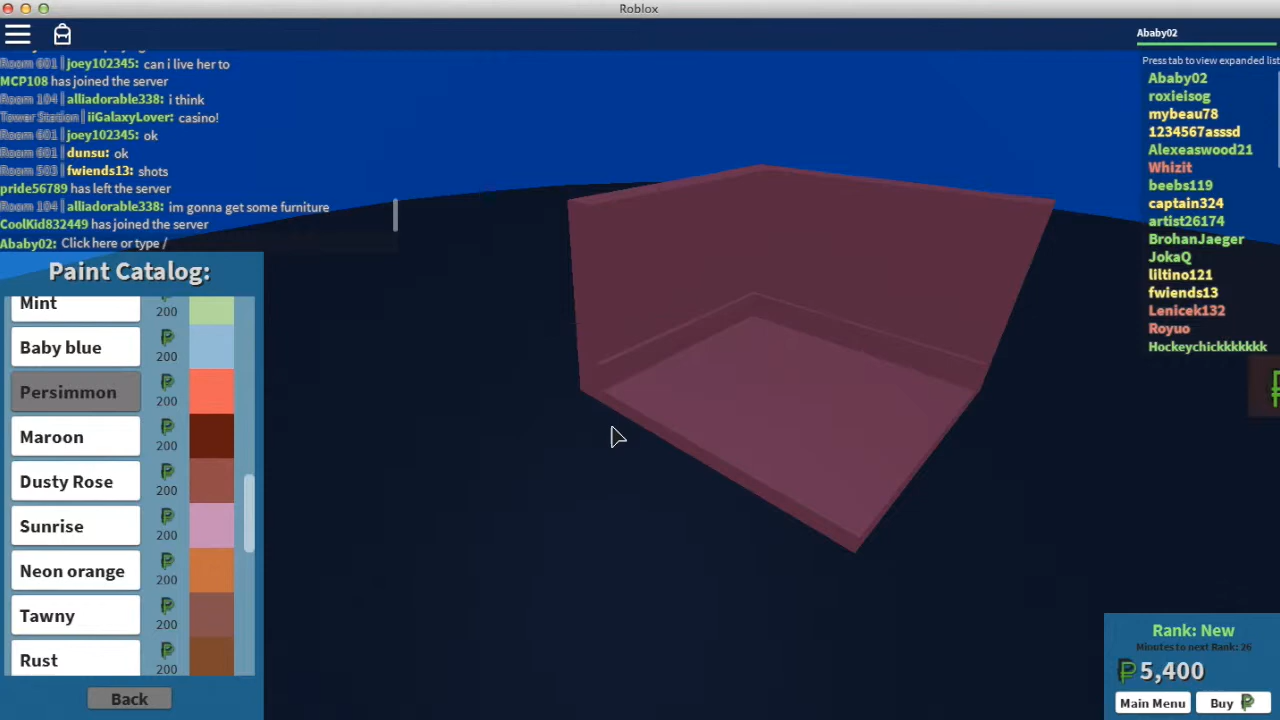 Roblox
Room 601 | joey102345: can i live her to
MCP108 has joined the server
Room 104 | alliadorable338: i think
Tower Station | iiGalaxyLover: casino!
Room 601 | joey102345: ok
Room 601 | dunsu: ok
Room 503 | fwiends13: shots
pride56789 has left the server
Room 104 | alliadorable338: im gonna get some furniture
CoolKid832449 has joined the server
Ababy02: Click here or type /
Paint Catalog:
Mint
200
Baby blue
200
Persimmon
200
Maroon
200
Dusty Rose
200
Sunrise
200
Neon orange
200
Tawny
200
Rust
200
Back
Ababy02
Press tab to view expanded list
Ababy02
roxieisog
mybeau78
1234567asssd
Alexeaswood21
Whizit
beebs119
captain324
artist26174
BrohanJaeger
JokaQ
liltino121
fwiends13
Lenicek132
Royuo
Hockeychickkkkkkk
Rank: New
Minutes to next Rank: 26
5,400
Main Menu
Buy